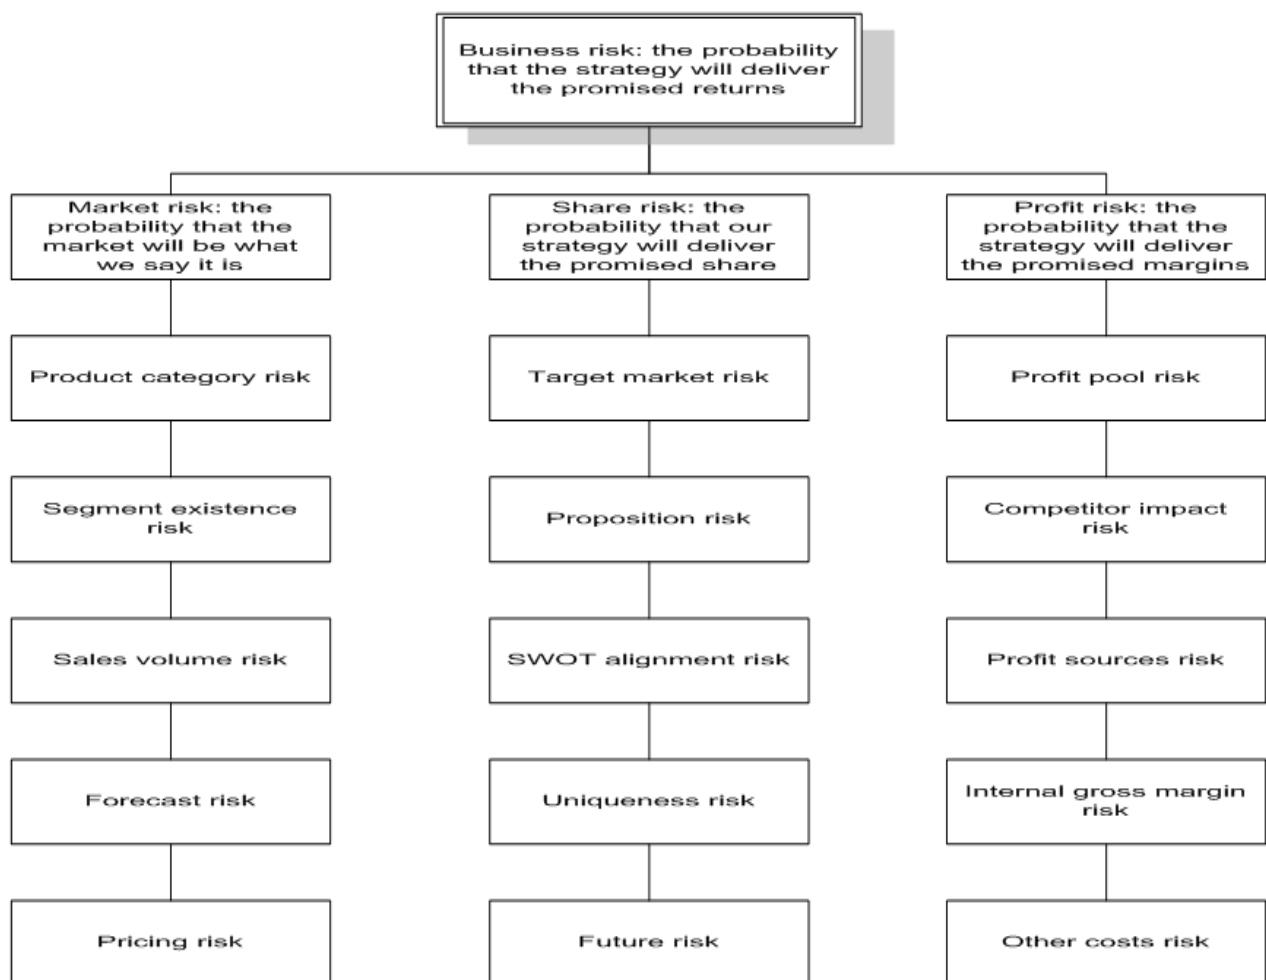 Business risk: the probability
that the strategy will deliver
the promised returns
Market risk: the
probability that the
market will be what
we say it is
Share risk: the
probability that our
strategy will deliver
the promised share
Profit risk: the
probability that the
strategy will deliver
the promised margins
Product category risk
Target market risk
Profit pool risk
Segment existence
risk
Proposition risk
Competitor impact
risk
Sales volume risk
SWOT alignment risk
Profit sources risk
Forecast risk
Uniqueness risk
Internal gross margin
risk
Pricing risk
Future risk
Other costs risk